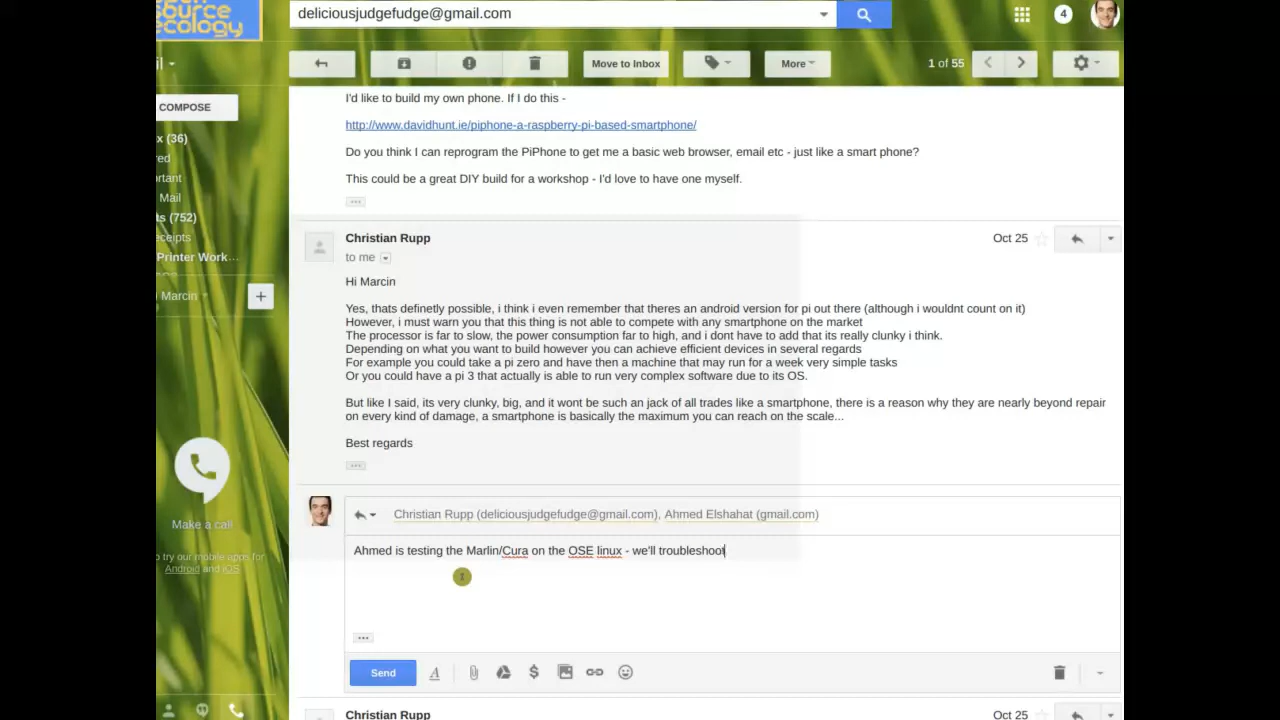 open
source
ecology
deliciousjudgefudge@gmail.com
4
il
Move to Inbox
More
1 of 55
COMPOSE
x (36)
red
ortant
Mail
ts (752)
eceipts
Printer Work…
Marcin
Make a call
o try our mobile apps for
Android and iOS
I'd like to build my own phone. If I do this -
http://www.davidhunt.ie/piphone-a-raspberry-pi-based-smartphone/
Do you think I can reprogram the PiPhone to get me a basic web browser, email etc - just like a smart phone?
This could be a great DIY build for a workshop - I'd love to have one myself.
Christian Rupp
Oct 25
to me
Hi Marcin
Yes, thats definetly possible, i think i even remember that theres an android version for pi out there (although i wouldnt count on it)
However, i must warn you that this thing is not able to compete with any smartphone on the market
The processor is far to slow, the power consumption far to high, and i dont have to add that its really clunky i think.
Depending on what you want to build however you can achieve efficient devices in several regards
For example you could take a pi zero and have then a machine that may run for a week very simple tasks
Or you could have a pi 3 that actually is able to run very complex software due to its OS.
But like I said, its very clunky, big, and it wont be such an jack of all trades like a smartphone, there is a reason why they are nearly beyond repair
on every kind of damage, a smartphone is basically the maximum you can reach on the scale...
Best regards
Christian Rupp (deliciousjudgefudge@gmail.com), Ahmed Elshahat (gmail.com)
Ahmed is testing the Marlin/Cura on the OSE linux - we'll troubleshoot
Send
Christian Rupp
Oct 25